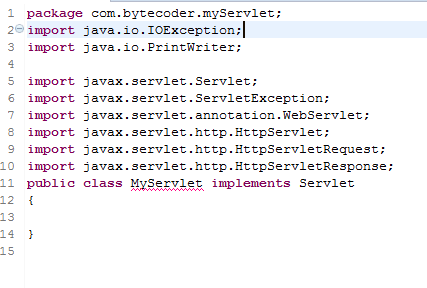 1 package com.bytecoder.myServlet;
2 import java.io.IOException;
3 import java.io.PrintWriter;
4
5 import javax.servlet.Servlet;
6 import javax.servlet.ServletException;
7 import javax.servlet.annotation.WebServlet;
8 import javax.servlet.http.HttpServlet;
9 import javax.servlet.http.HttpServletRequest;
10 import javax.servlet.http.HttpServletResponse;
11 public class MyServlet implements Servlet
12 {
13
14 }
15